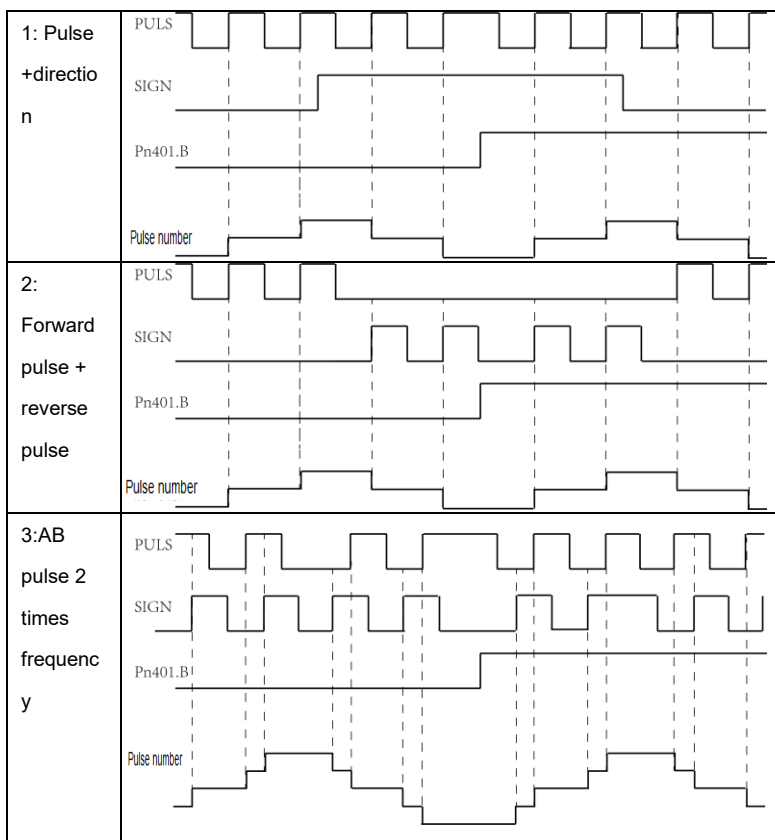 1: Pulse
+directio
n
PULS
SIGN
Pn401.B
Pulse number
2:
Forward
pulse +
reverse
pulse
PULS
SIGN
Pn401.B
Pulse number
3:AB
pulse 2
times
frequenc
y
PULS
SIGN
Pn401.B
Pulse number